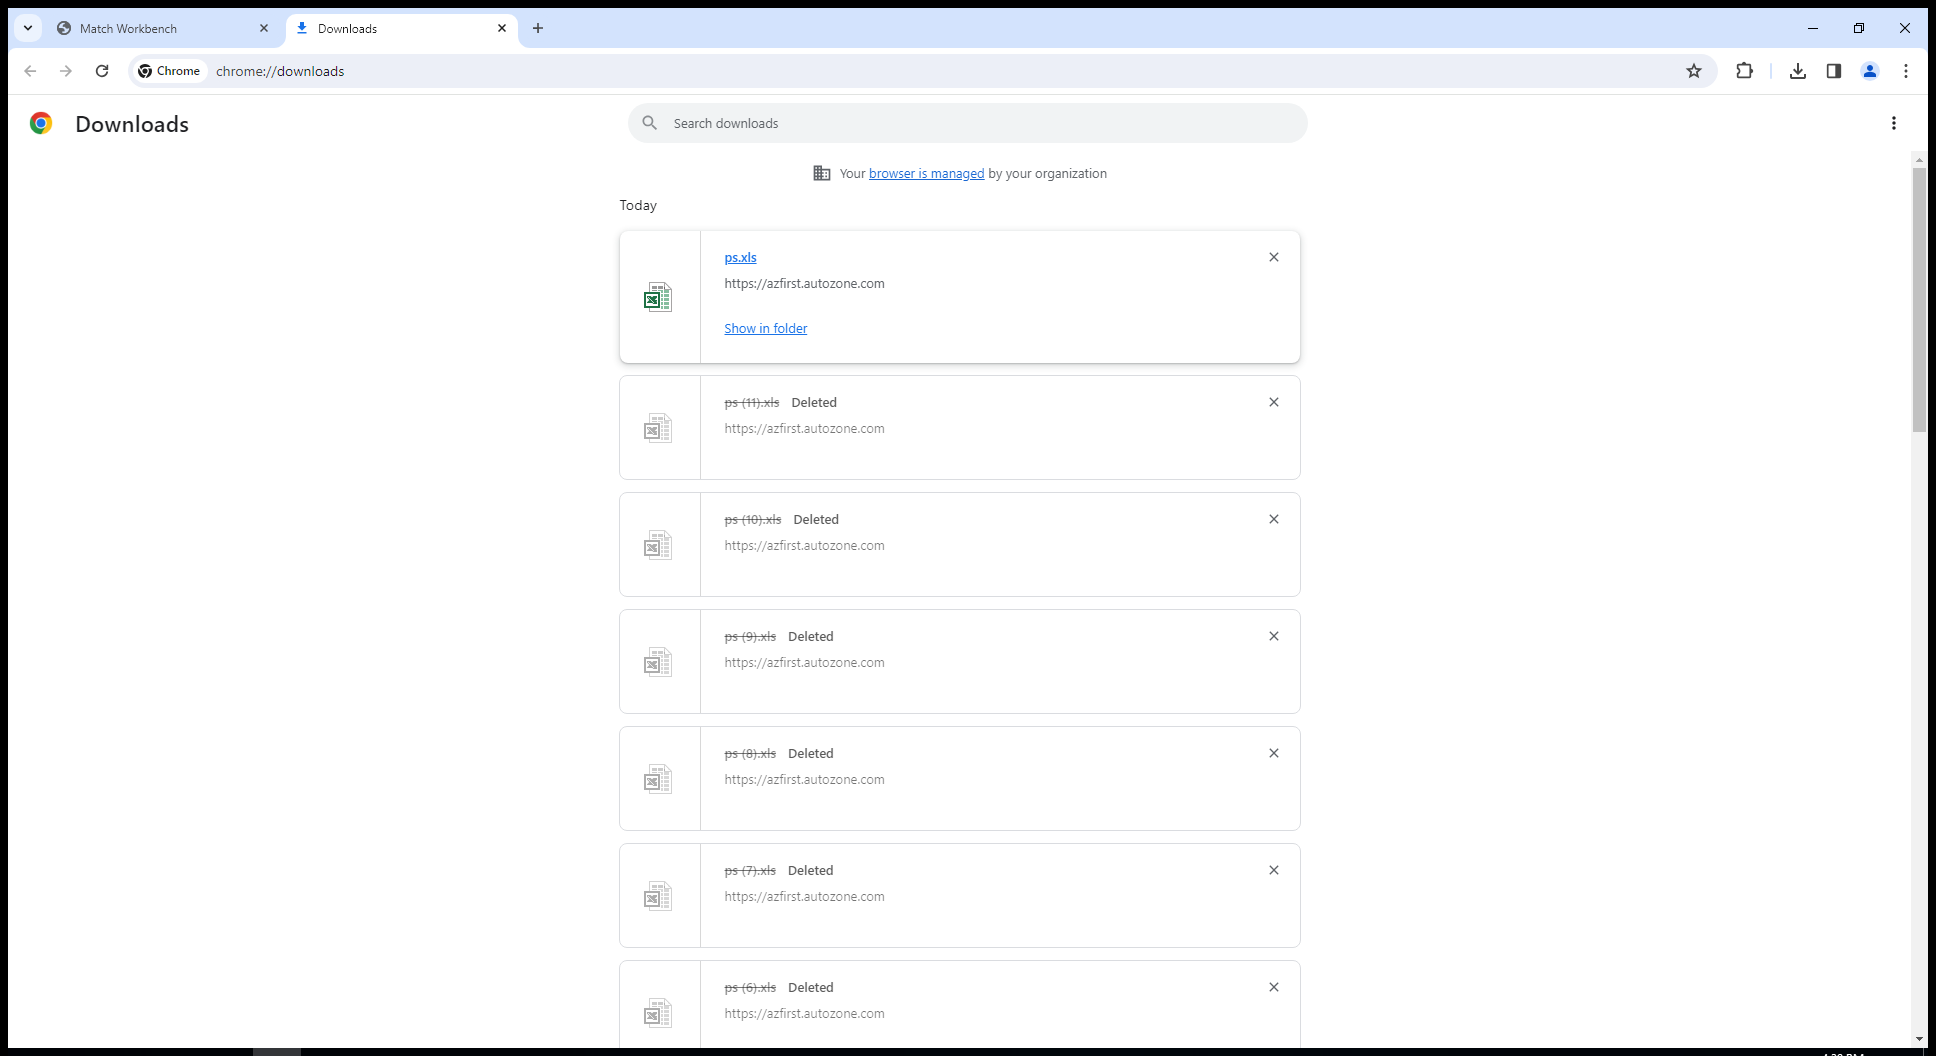 Match Workbench
Downloads
Chrome
chrome://downloads
Downloads
Search downloads
Your browser is managed by your organization
Today
ps.xls
https://azfirst.autozone.com
Show in folder
ps (11).xls Deleted
https://azfirst.autozone.com
ps (10).xls Deleted
https://azfirst.autozone.com
ps (9).xls Deleted
https://azfirst.autozone.com
ps (8).xls Deleted
https://azfirst.autozone.com
ps (7).xls Deleted
https://azfirst.autozone.com
ps (6).xls Deleted
https://azfirst.autozone.com